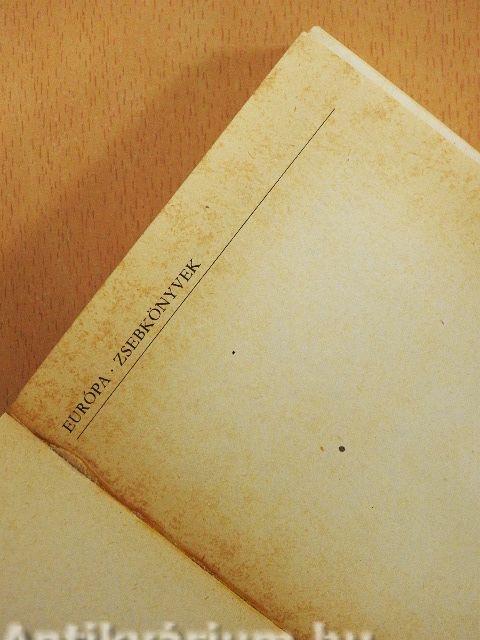 EURÓPA · ZSEBKÖNYVEK
Antikvárium.hu